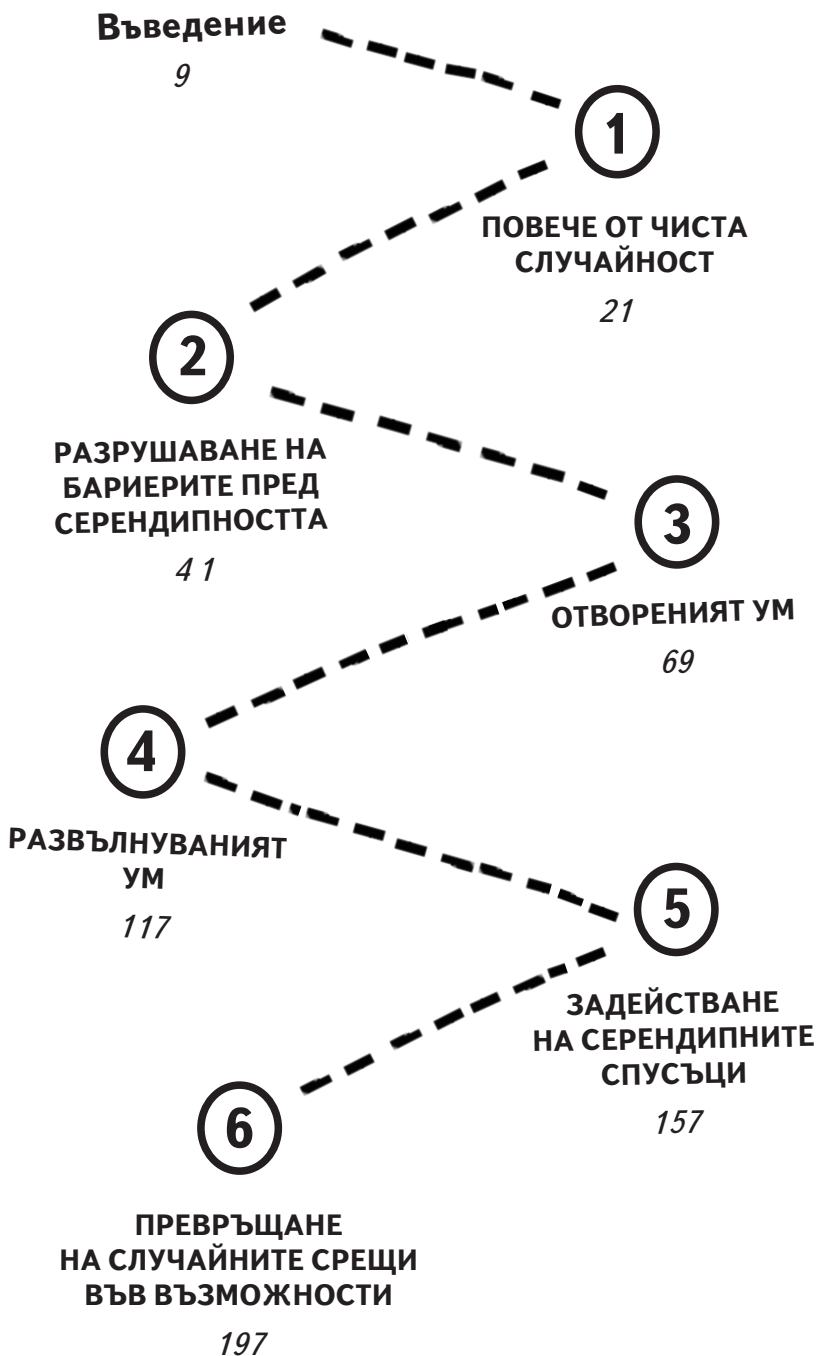 Въведение
9
1
ПОВЕЧЕ ОТ ЧИСТА
СЛУЧАЙНОСТ
21
2
РАЗРУШАВАНЕ НА
БАРИЕРИТЕ ПРЕД
СЕРЕНДИПНОСТТА
41
3
ОТВОРЕНИЯТ УМ
69
4
РАЗВЪЛНУВАНИЯТ
УМ
117
5
ЗАДЕЙСТВАНЕ
НА СЕРЕНДИПНИТЕ
СПУСЪЦИ
157
6
ПРЕВРЪЩАНЕ
НА СЛУЧАЙНИТЕ СРЕЩИ
ВЪВ ВЪЗМОЖНОСТИ
197